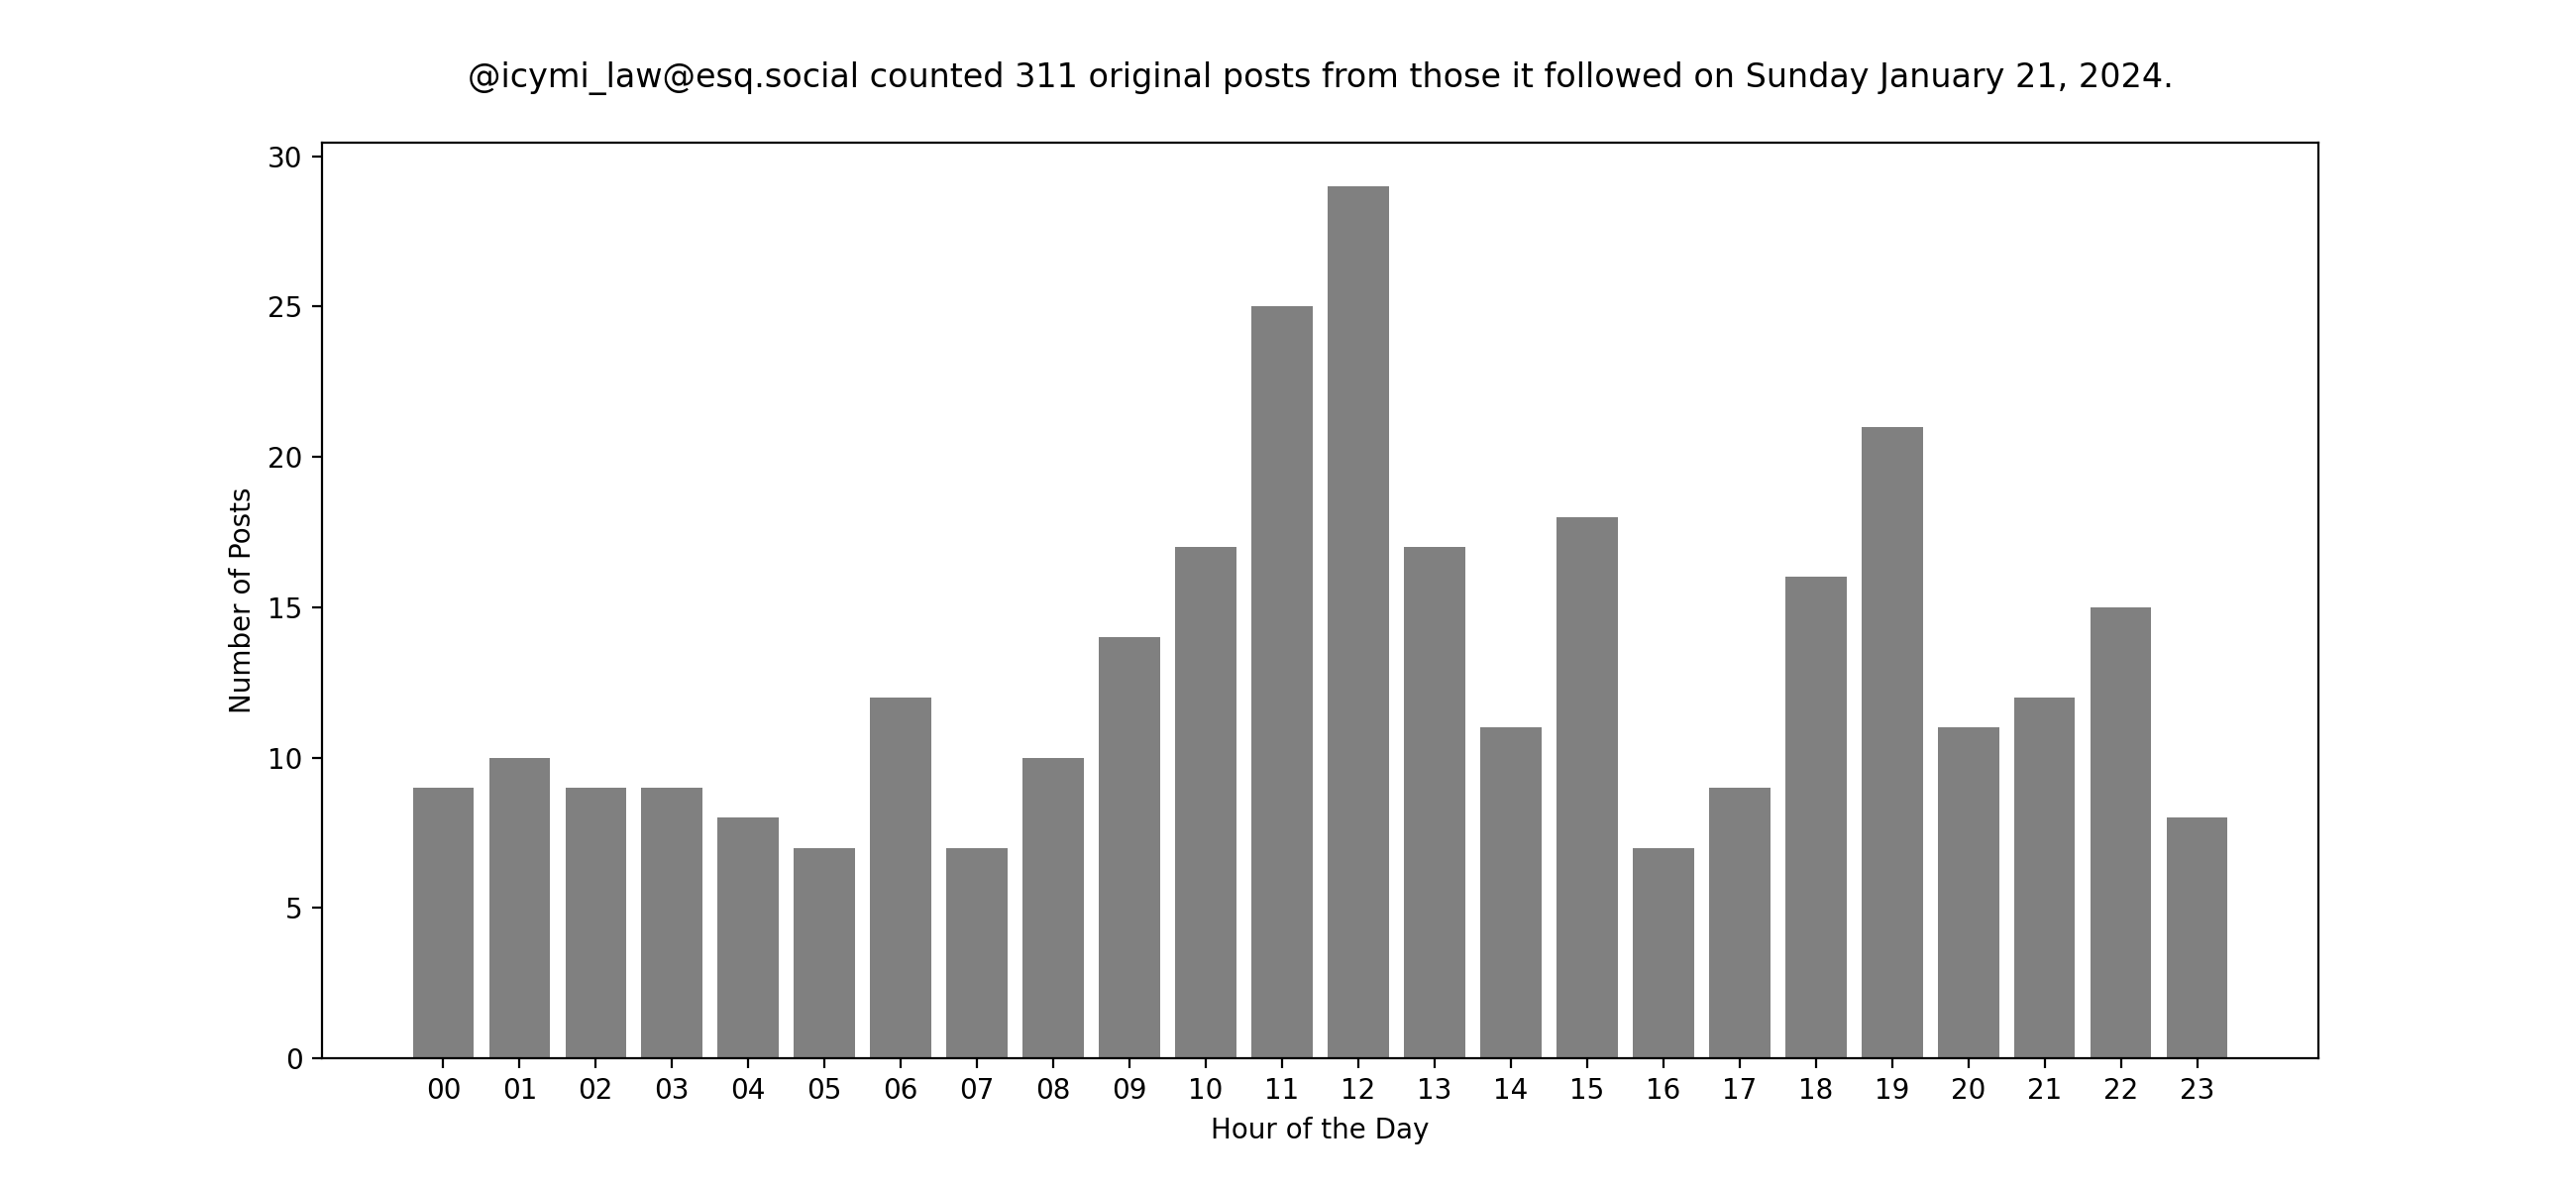 @icymi_law@esq.social counted 311 original posts from those it followed on Sunday January 21, 2024.
30
25
20
15
10
5
0
Number of Posts
00 01 02 03 04 05 06 07 08 09 10 11 12 13 14 15 16 17 18 19 20 21 22 23
Hour of the Day